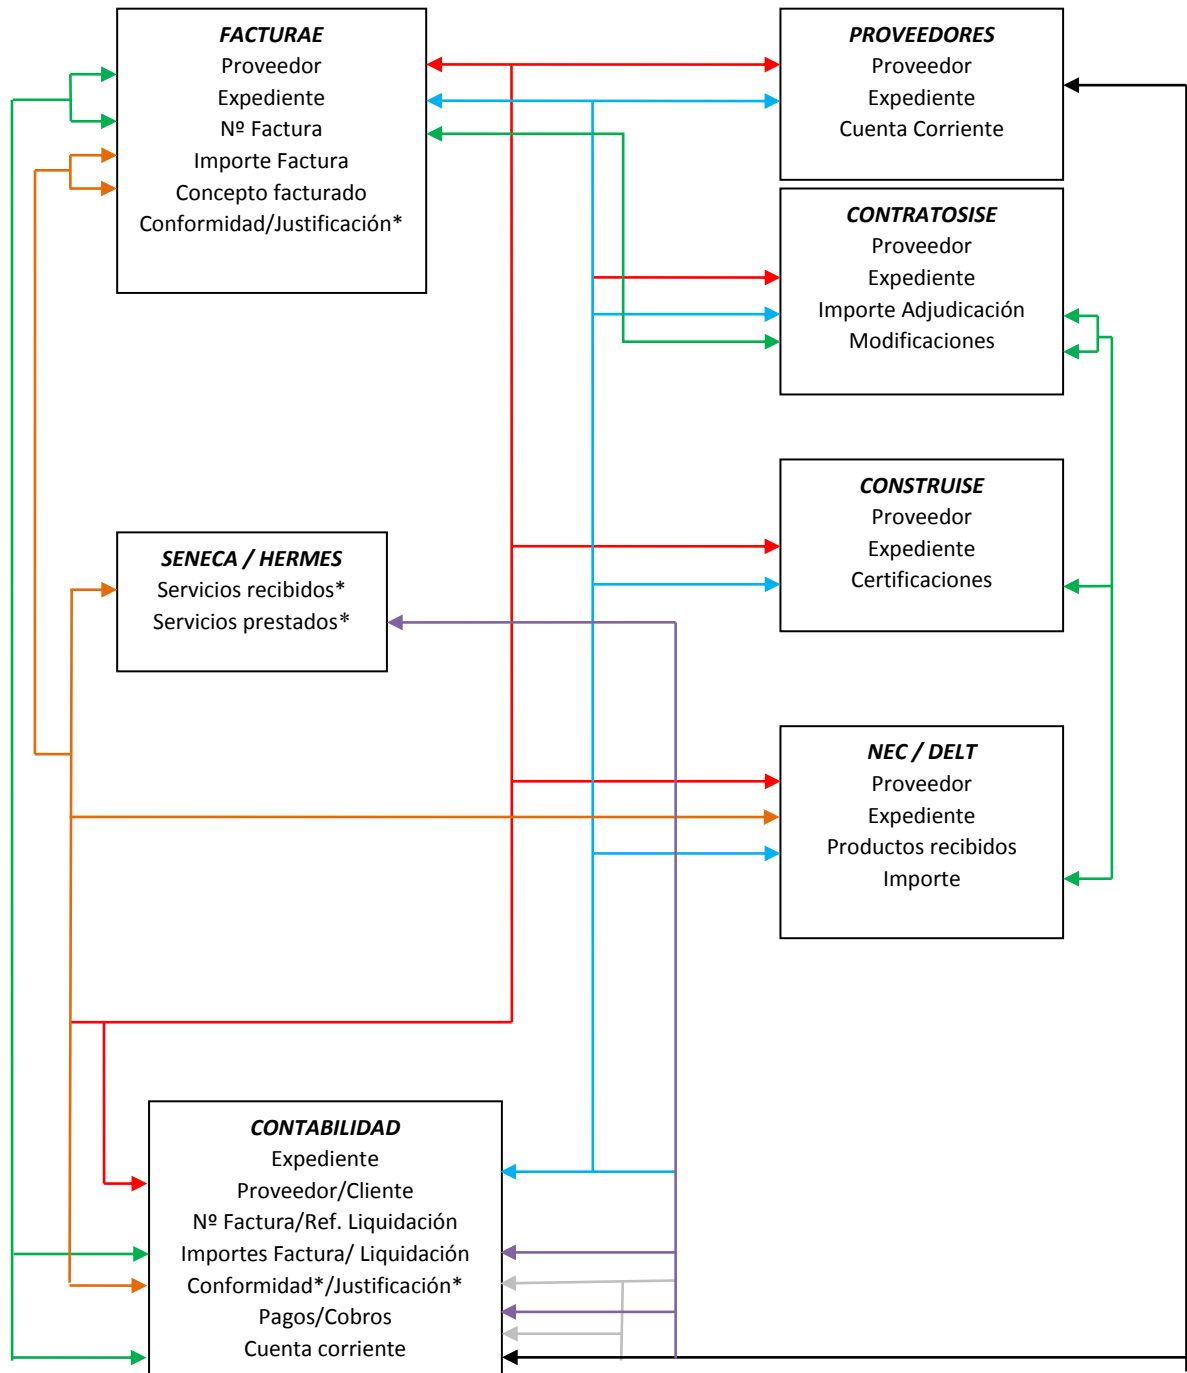 FACTURAE
Proveedor
Expediente
Nº Factura
Importe Factura
Concepto facturado
Conformidad/Justificación*
PROVEEDORES
Proveedor
Expediente
Cuenta Corriente
CONTRATOSISE
Proveedor
Expediente
Importe Adjudicación
Modificaciones
CONSTRUISE
Proveedor
Expediente
Certificaciones
SENECA / HERMES
Servicios recibidos*
Servicios prestados*
NEC / DELT
Proveedor
Expediente
Productos recibidos
Importe
CONTABILIDAD
Expediente
Proveedor/Cliente
Nº Factura/Ref. Liquidación
Importes Factura/ Liquidación
Conformidad*/Justificación*
Pagos/Cobros
Cuenta corriente